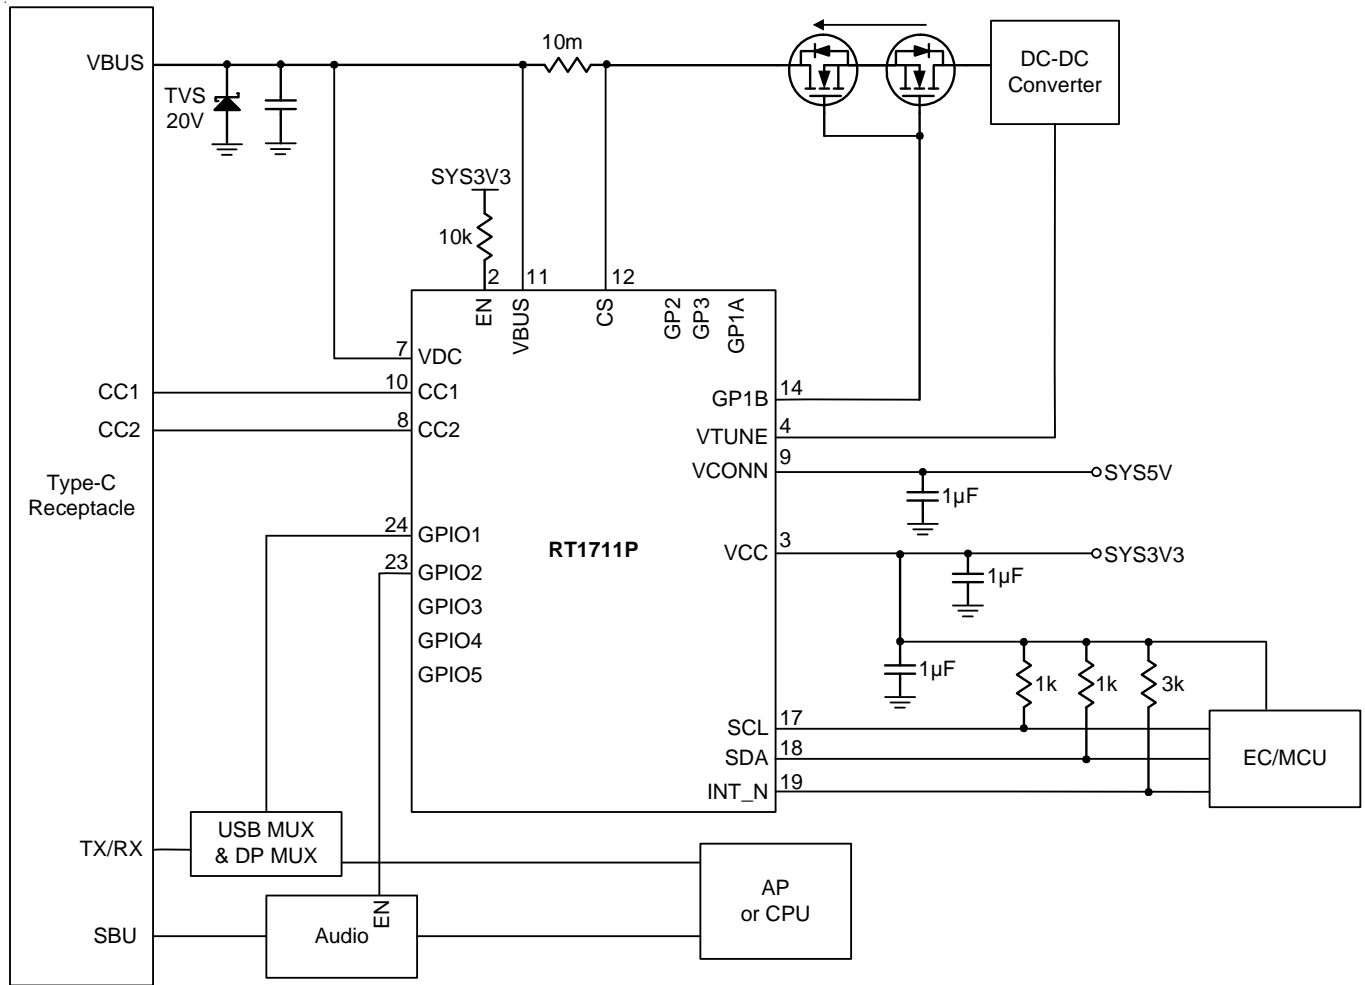 VBUS
10m
DC-DC
Converter
TVS
20V
SYS3V3
10k
2
11
12
EN
VBUS
CS
GP2
GP3
GP1A
7
VDC
CC1
10
CC1
CC2
8
CC2
GP1B
14
VTUNE
4
VCONN
9
SYS5V
1µF
Type-C
Receptacle
24
GPIO1
RT1711P
VCC
3
SYS3V3
1µF
23
GPIO2
GPIO3
GPIO4
GPIO5
1µF
1k
1k
3k
SCL
17
SDA
18
INT_N
19
EC/MCU
TX/RX
USB MUX
& DP MUX
AP
or CPU
SBU
EN
Audio